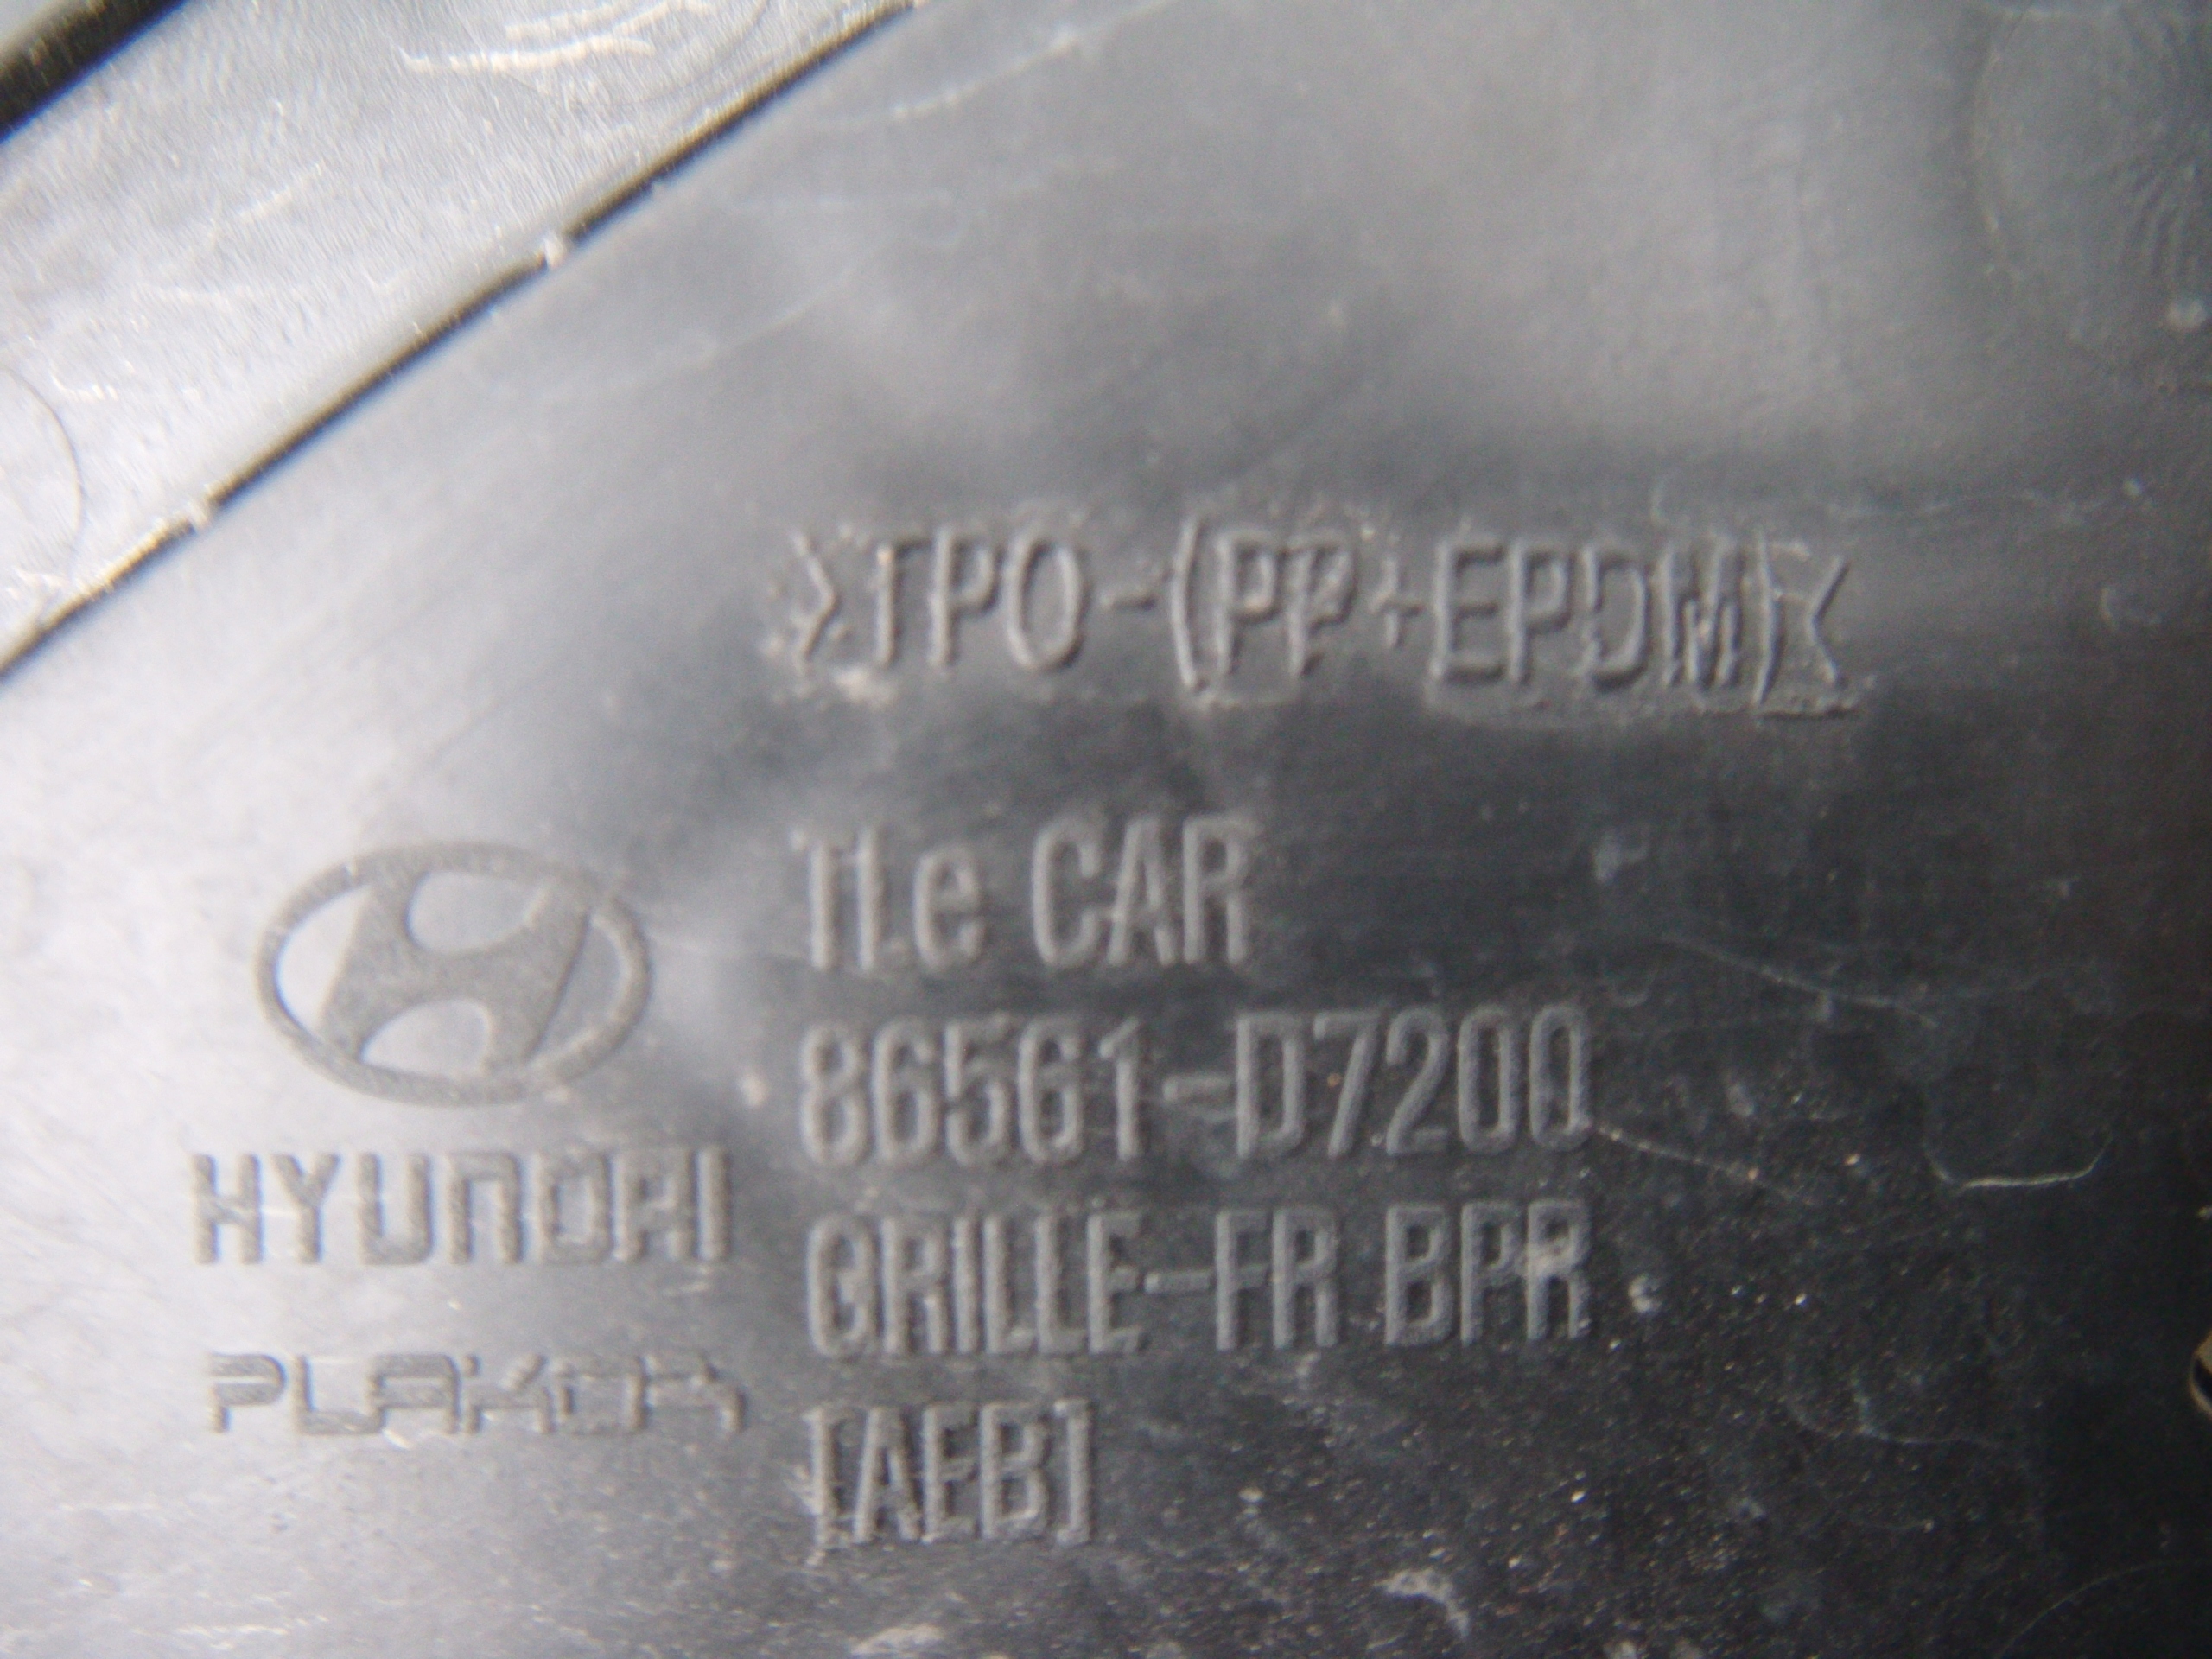 >TPO-(PP+EPDM)<
TLe CAR
86561-D7200
GRILLE-FR BPR
[AEB]
HYUNDAI
PLAKOR